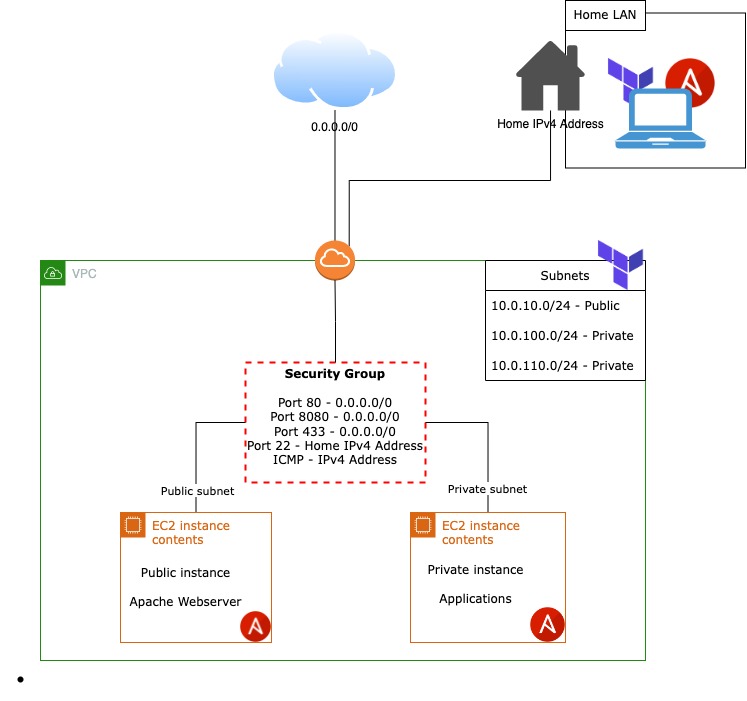 Home LAN
0.0.0.0/0
Home IPv4 Address
VPC
Subnets
10.0.10.0/24 - Public
10.0.100.0/24 - Private
10.0.110.0/24 - Private
Security Group
Port 80 - 0.0.0.0/0
Port 8080 - 0.0.0.0/0
Port 433 - 0.0.0.0/0
Port 22 - Home IPv4 Address
ICMP - IPv4 Address
Public subnet
Private subnet
EC2 instance
contents
Public instance
Apache Webserver
EC2 instance
contents
Private instance
Applications